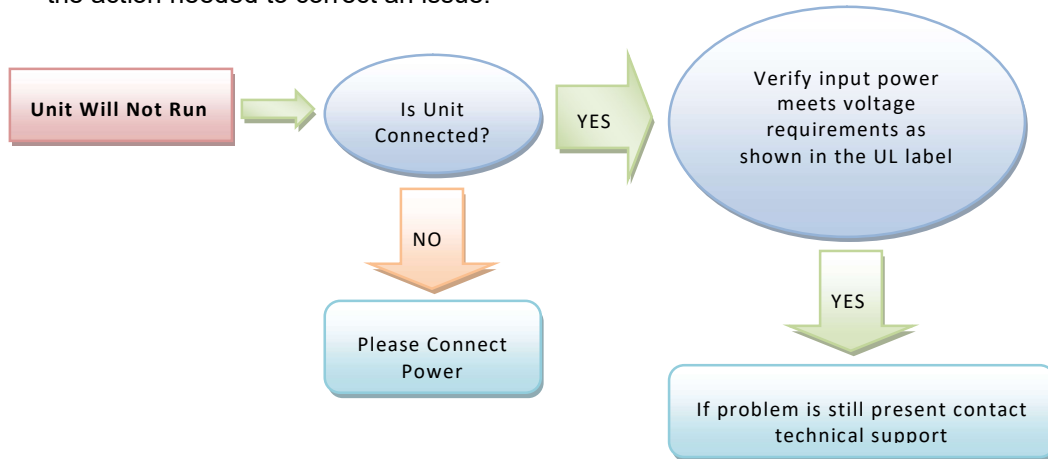 the action needed to correct an issue.
Unit Will Not Run
Is Unit
Connected?
YES
Verify input power
meets voltage
requirements as
shown in the UL label
NO
YES
Please Connect
Power
If problem is still present contact
technical support